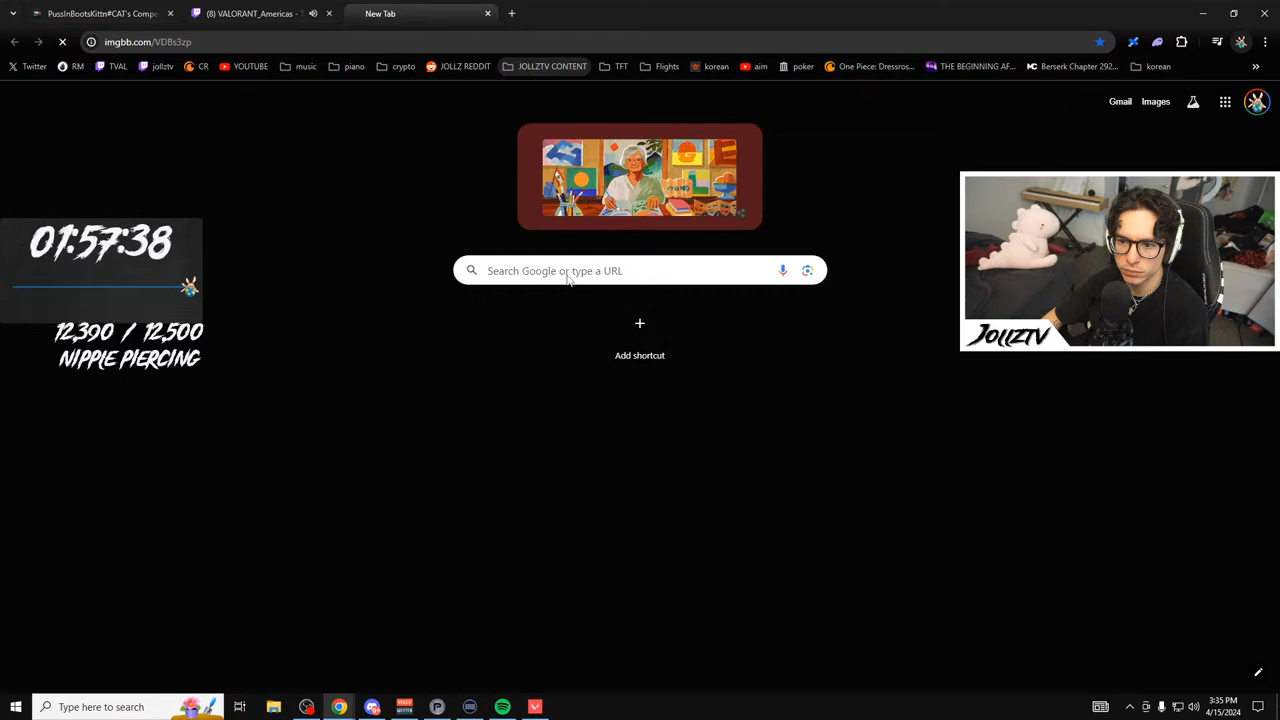 PussInBootsKittn#CAT's Compe
(8) VALORANT_Americas - T
New Tab
imgbb.com/VDBs3zp
Twitter
RM
TVAL
jollztv
CR
YOUTUBE
music
piano
crypto
JOLLZ REDDIT
JOLLZTV CONTENT
TFT
Flights
korean
aim
poker
One Piece: Dressros...
THE BEGINNING AF...
Berserk Chapter 292...
korean
Gmail
Images
01:57:38
12,390 / 12,500
NIPPLE PIERCING
Search Google or type a URL
Add shortcut
JOLLZTV
Type here to search
3:35 PM
4/15/2024